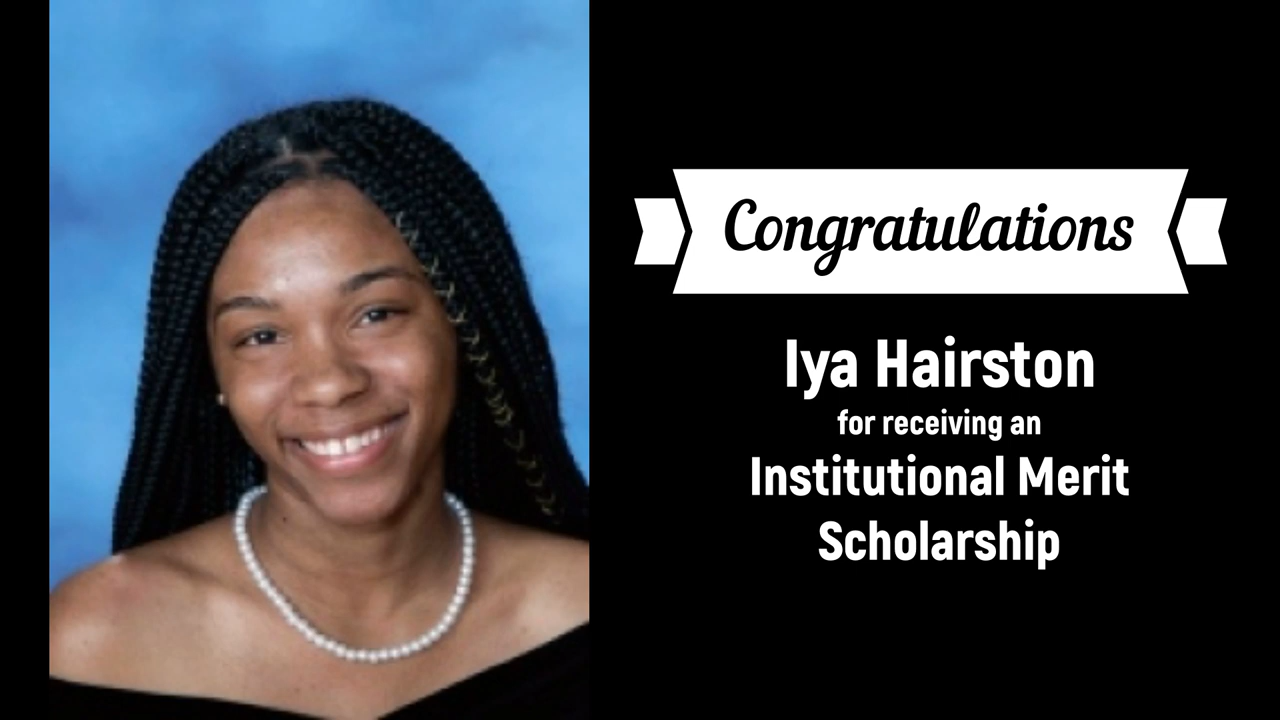 Congratulations
Iya Hairston
for receiving an
Institutional Merit
Scholarship